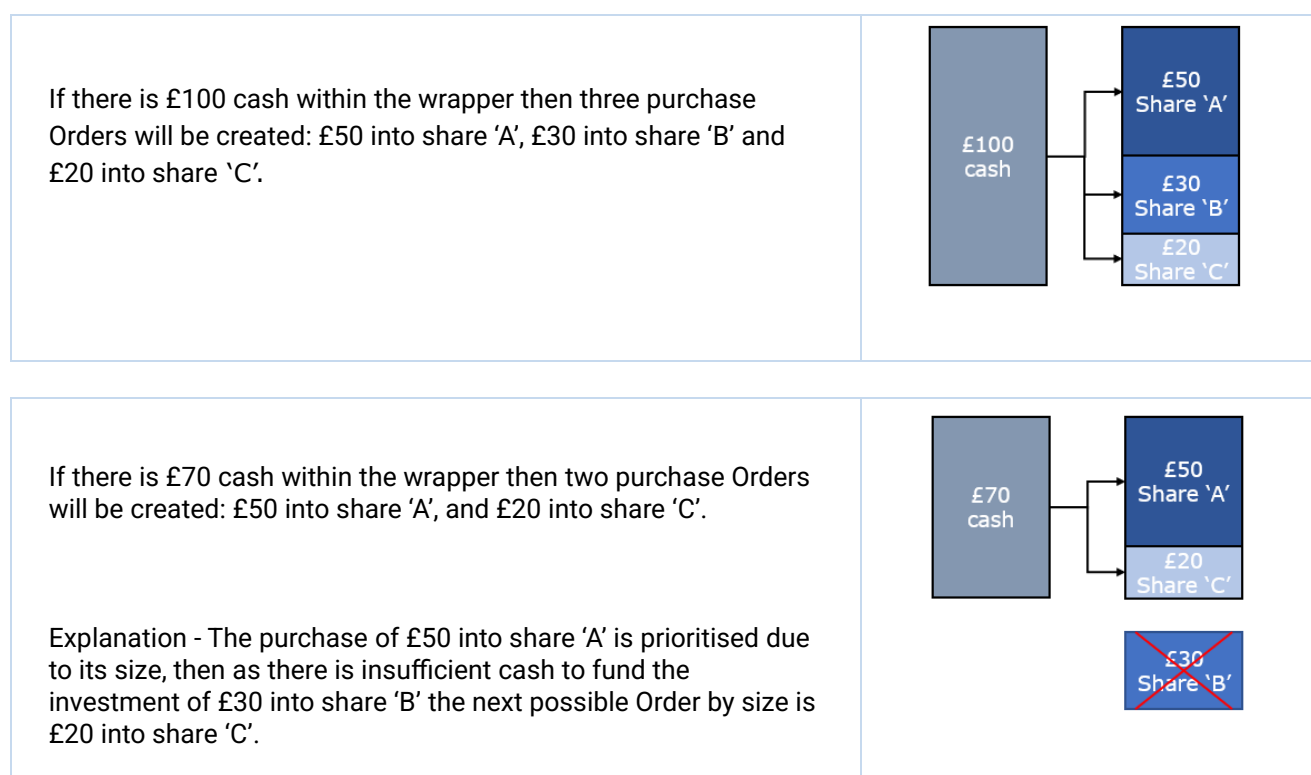 If there is £100 cash within the wrapper then three purchase
Orders will be created: £50 into share ‘A’, £30 into share ‘B’ and
£20 into share ‘C’.
£100
cash
£50
Share ‘A’
£30
Share ‘B’
£20
Share ‘C’
If there is £70 cash within the wrapper then two purchase Orders
will be created: £50 into share ‘A’, and £20 into share ‘C’.
Explanation - The purchase of £50 into share ‘A’ is prioritised due
to its size, then as there is insufficient cash to fund the
investment of £30 into share ‘B’ the next possible Order by size is
£20 into share ‘C’.
£70
cash
£50
Share ‘A’
£20
Share ‘C’
£30
Share ‘B’